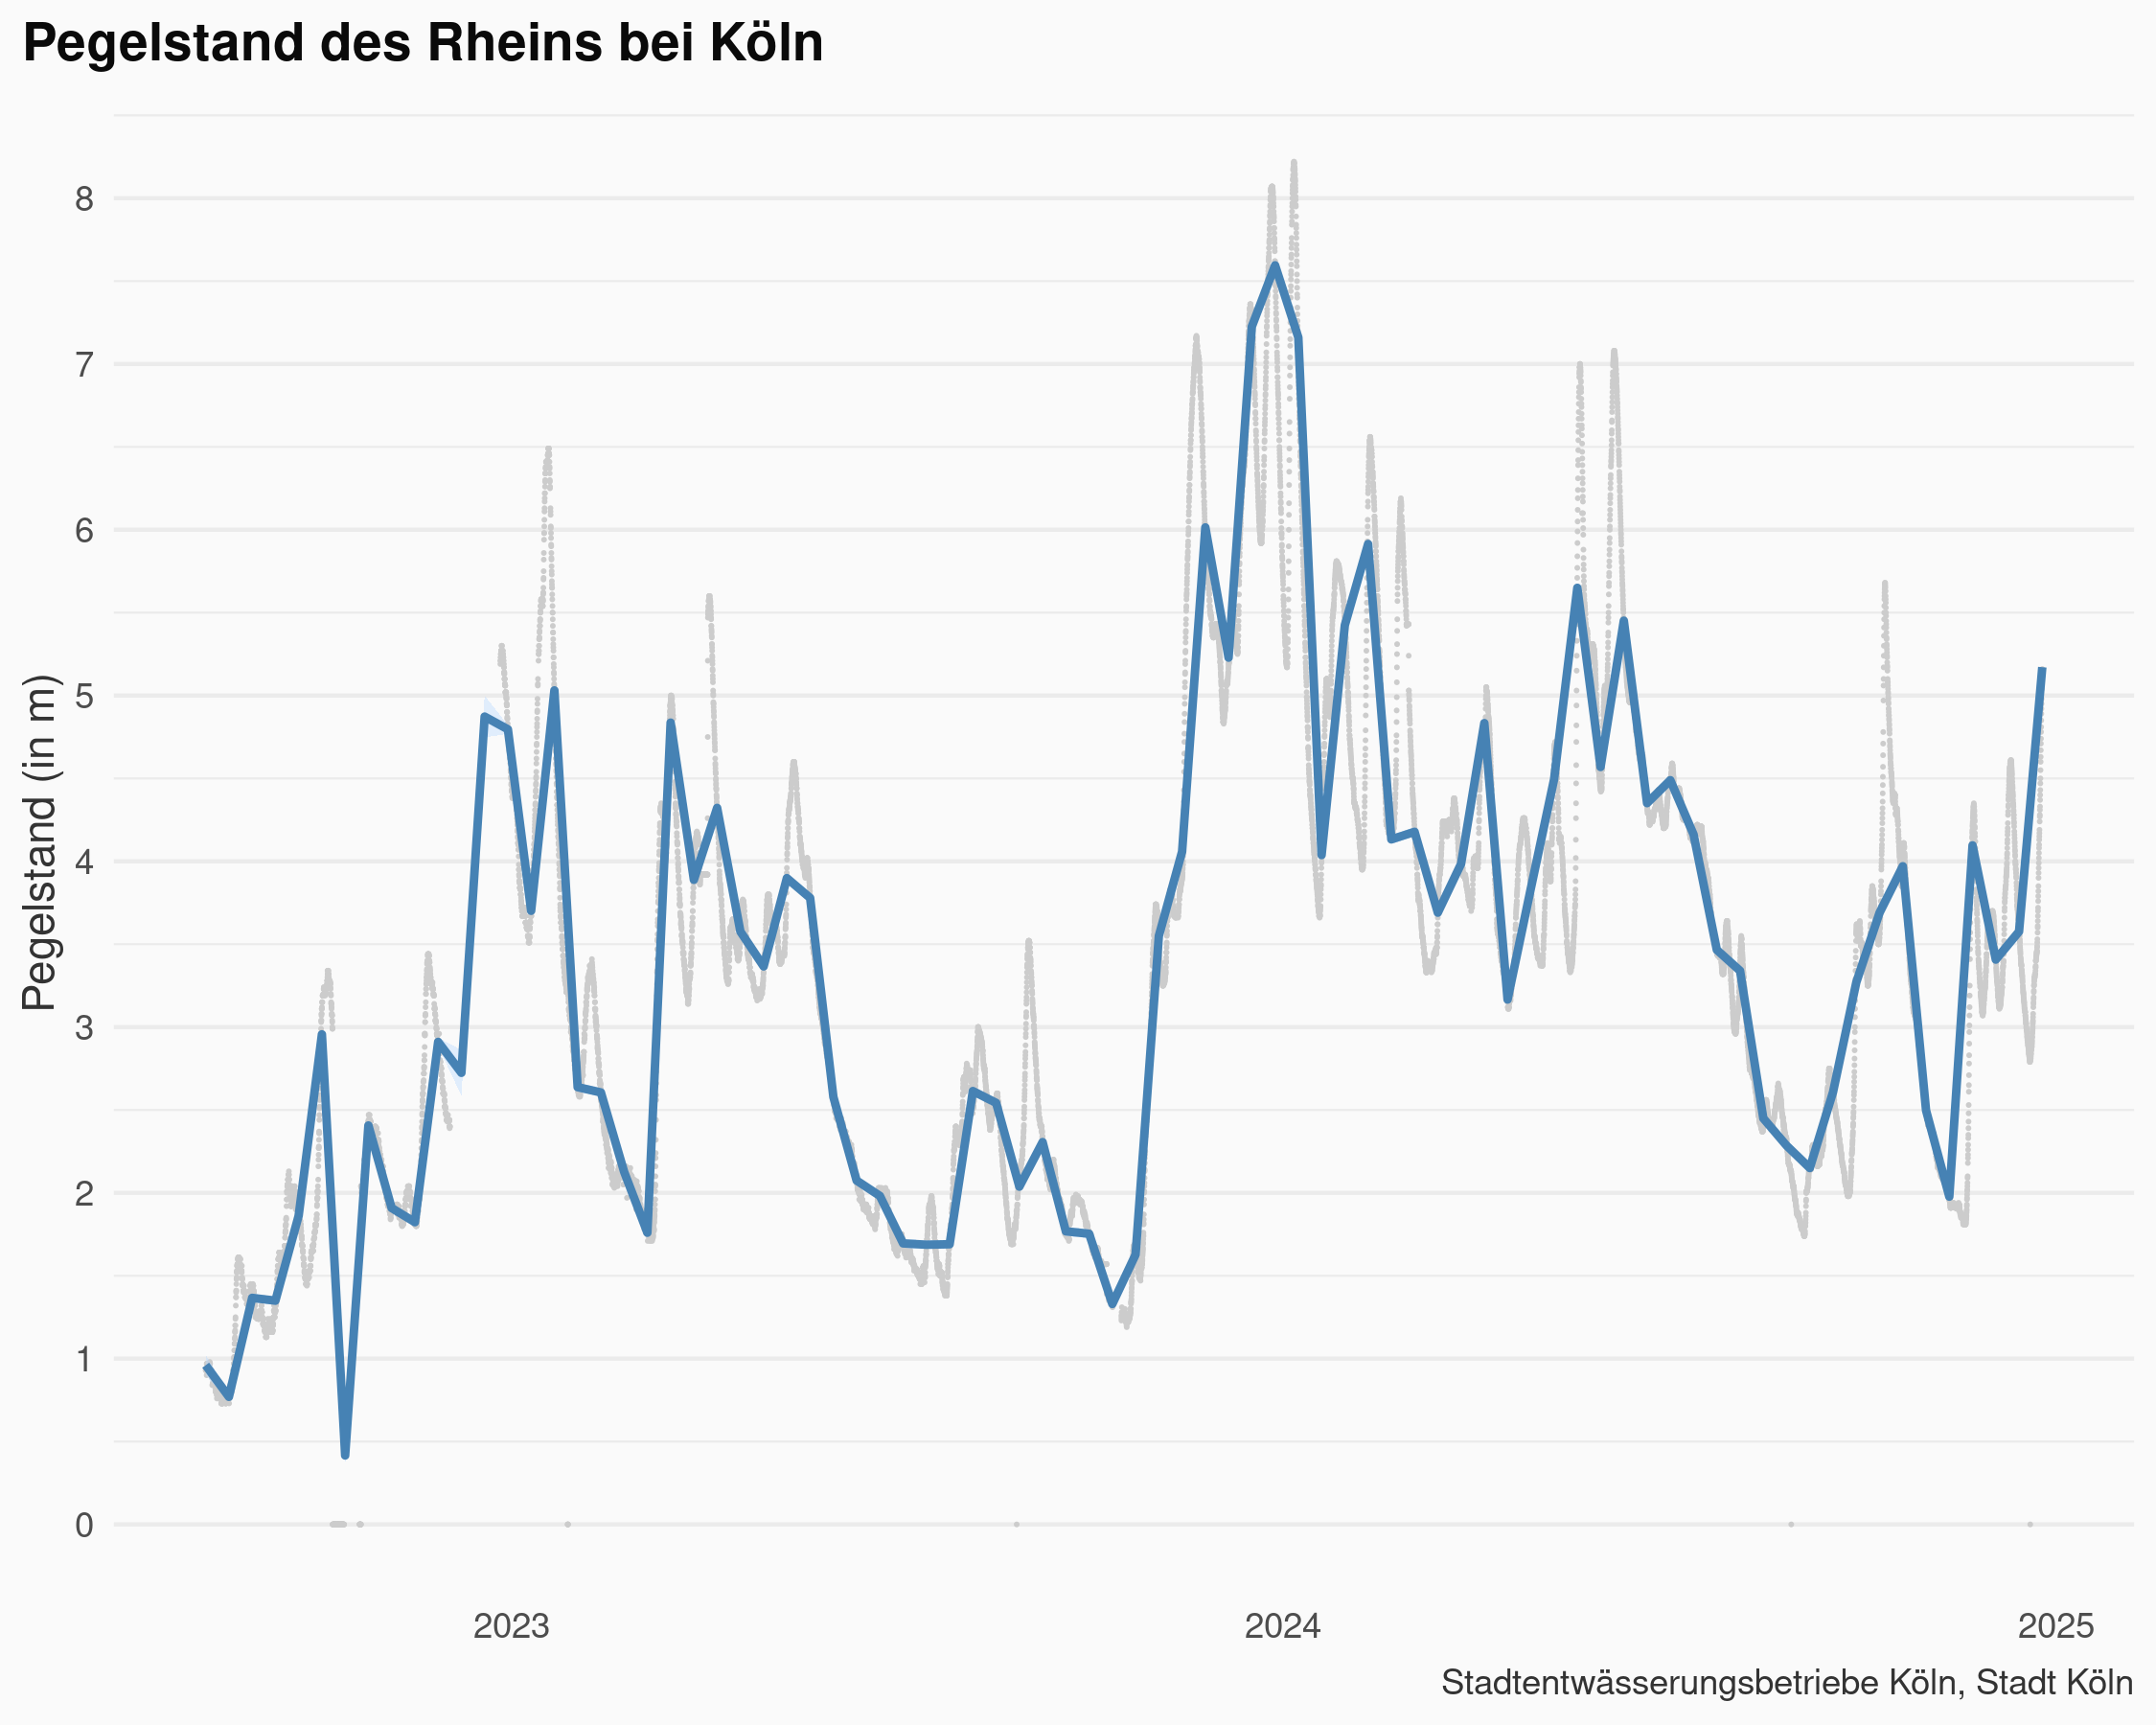 Pegelstand des Rheins bei Köln
Pegelstand (in m)
8
7
6
5
4
3
2
1
0
2023 2024 2025
Stadtentwässerungsbetriebe Köln, Stadt Köln